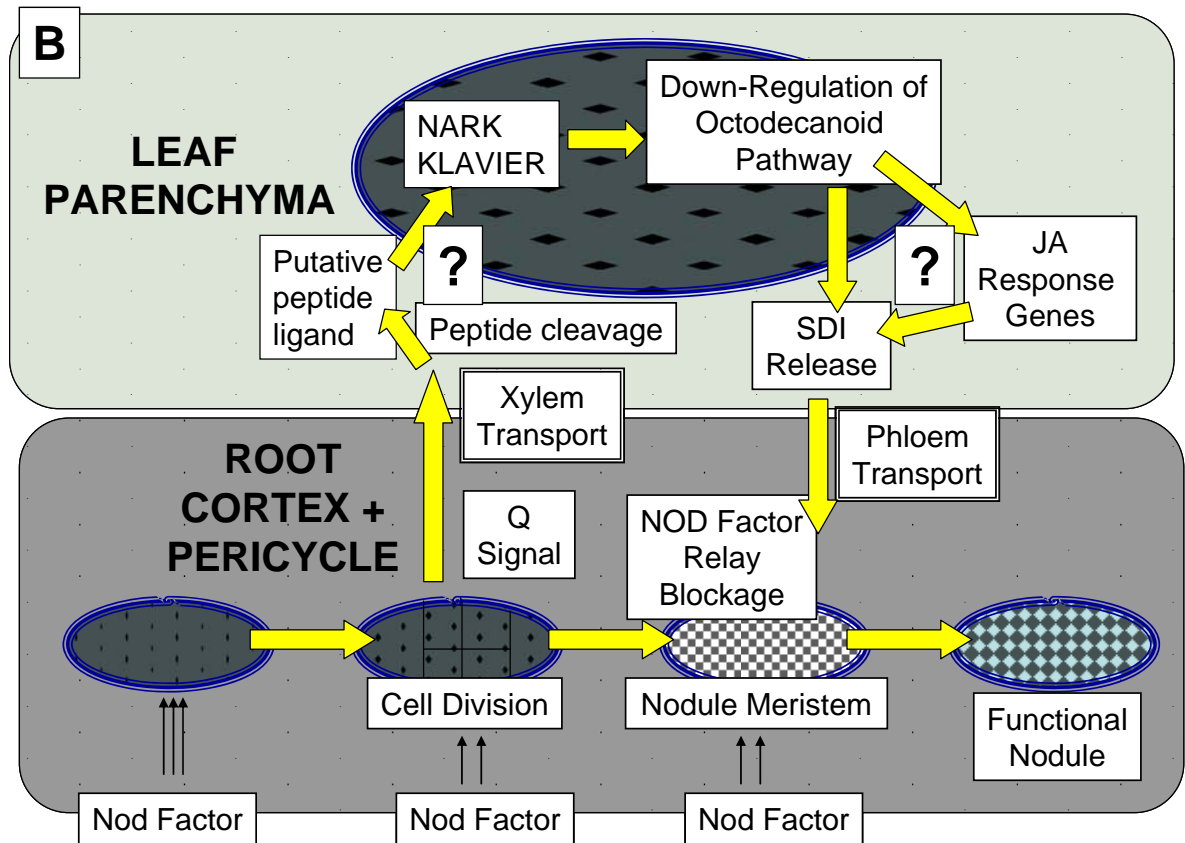 B
LEAF
PARENCHYMA
NARK
KLAVIER
Down-Regulation of
Octodecanoid
Pathway
Putative
peptide
ligand
?
Peptide cleavage
?
JA
Response
Genes
SDI
Release
Xylem
Transport
Phloem
Transport
ROOT
CORTEX +
PERICYCLE
Q
Signal
NOD Factor
Relay
Blockage
Cell Division
Nodule Meristem
Functional
Nodule
Nod Factor
Nod Factor
Nod Factor